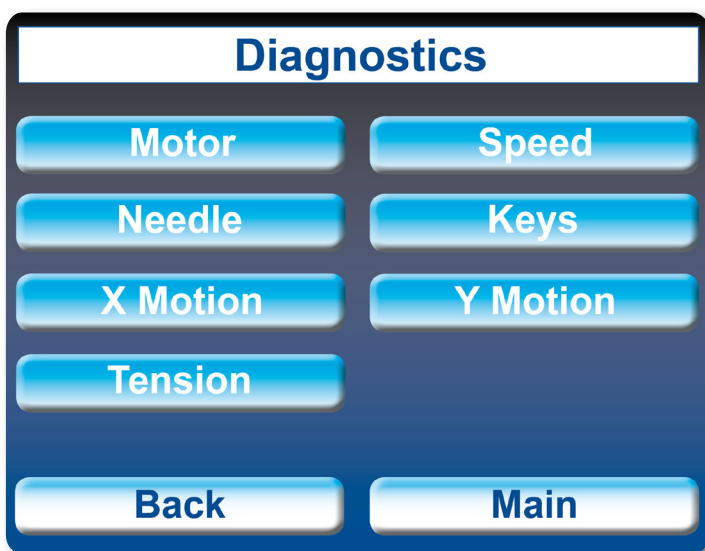 Diagnostics
Motor
Speed
Needle
Keys
X Motion
Y Motion
Tension
Back
Main